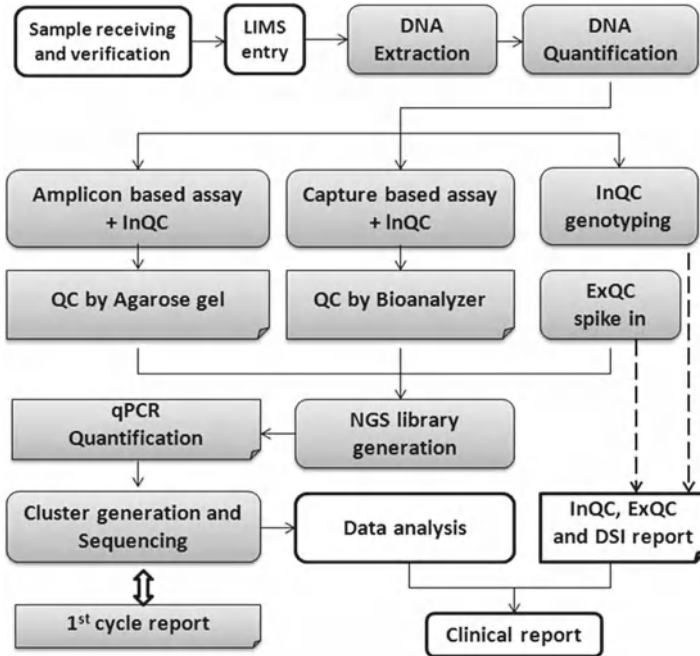 Sample receiving
and verification
LIMS
entry
DNA
Extraction
DNA
Quantification
Amplicon based assay
+ InQC
Capture based assay
+ lnQC
InQC
genotyping
QC by Agarose gel
QC by Bioanalyzer
ExQC
spike in
qPCR
Quantification
NGS library
generation
Cluster generation and
Sequencing
Data analysis
InQC, ExQC
and DSI report
1st cycle report
Clinical report